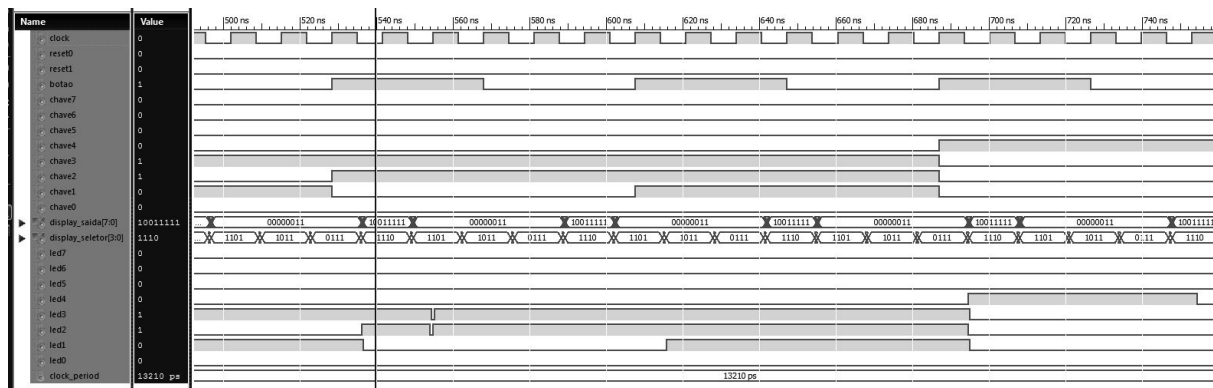 Name Value 500 ns 520 ns 540 ns 560 ns 580 ns 600 ns 620 ns 640 ns 660 ns 680 ns 700 ns 720 ns 740 ns
clock 0
reset0 0
reset1 0
botao 1
chave7 0
chave6 0
chave5 0
chave4 0
chave3 1
chave2 1
chave1 0
chave0 0
display_saida[7:0] 10011111 ... 00000011 10011111 00000011 10011111 00000011 10011111 00000011 10011111 00000011 10011111
display_seletor[3:0] 1110 ... 1101 1011 0111 1110 1101 1011 0111 1110 1101 1011 0111 1110 1101 1011 0111 1110 1101 1011 0111 1110
led7 0
led6 0
led5 0
led4 0
led3 1
led2 1
led1 0
led0 0
clock_period 13210 ps 13210 ps